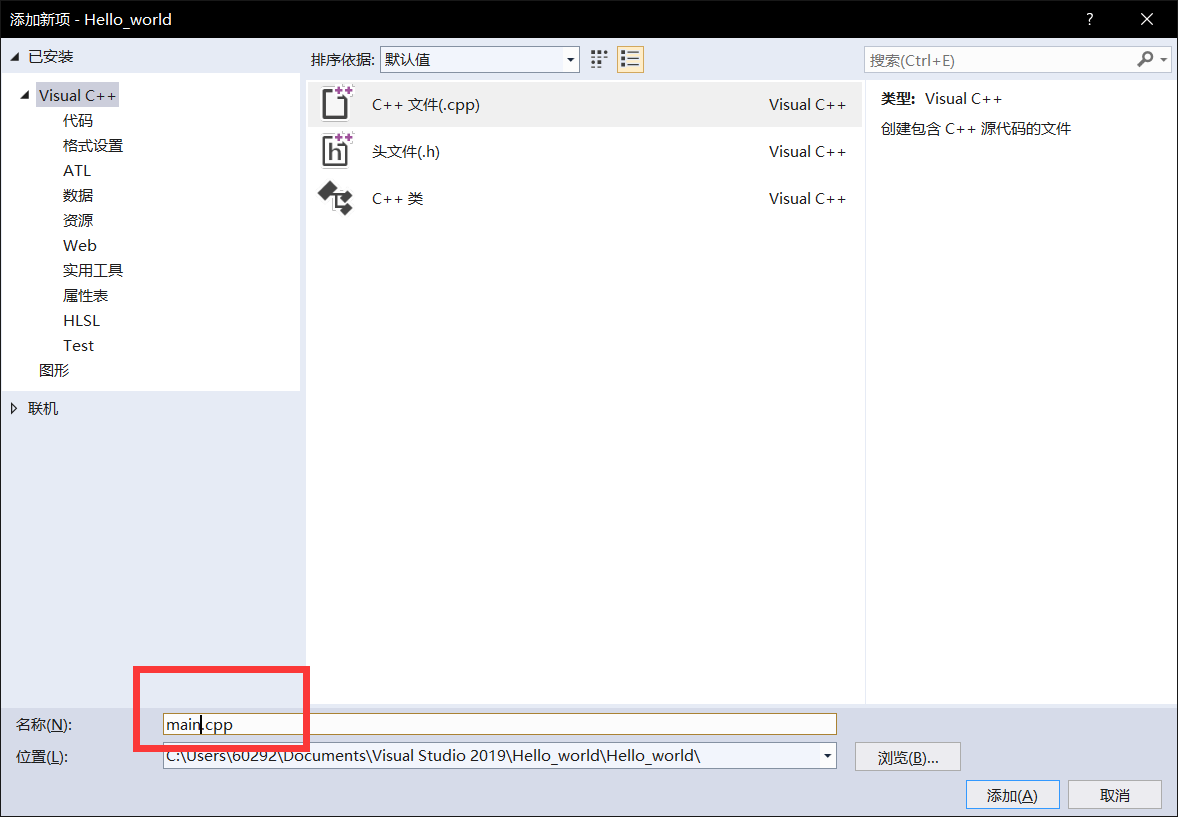 添加新项 - Hello_world
?
已安装
排序依据: 默认值
搜索(Ctrl+E)
Visual C++
代码
格式设置
ATL
数据
资源
Web
实用工具
属性表
HLSL
Test
图形
联机
C++ 文件(.cpp) Visual C++
头文件(.h) Visual C++
C++ 类 Visual C++
类型: Visual C++
创建包含 C++ 源代码的文件
名称(N): main.cpp
位置(L): C:\Users\60292\Documents\Visual Studio 2019\Hello_world\Hello_world\
浏览(B)...
添加(A)
取消